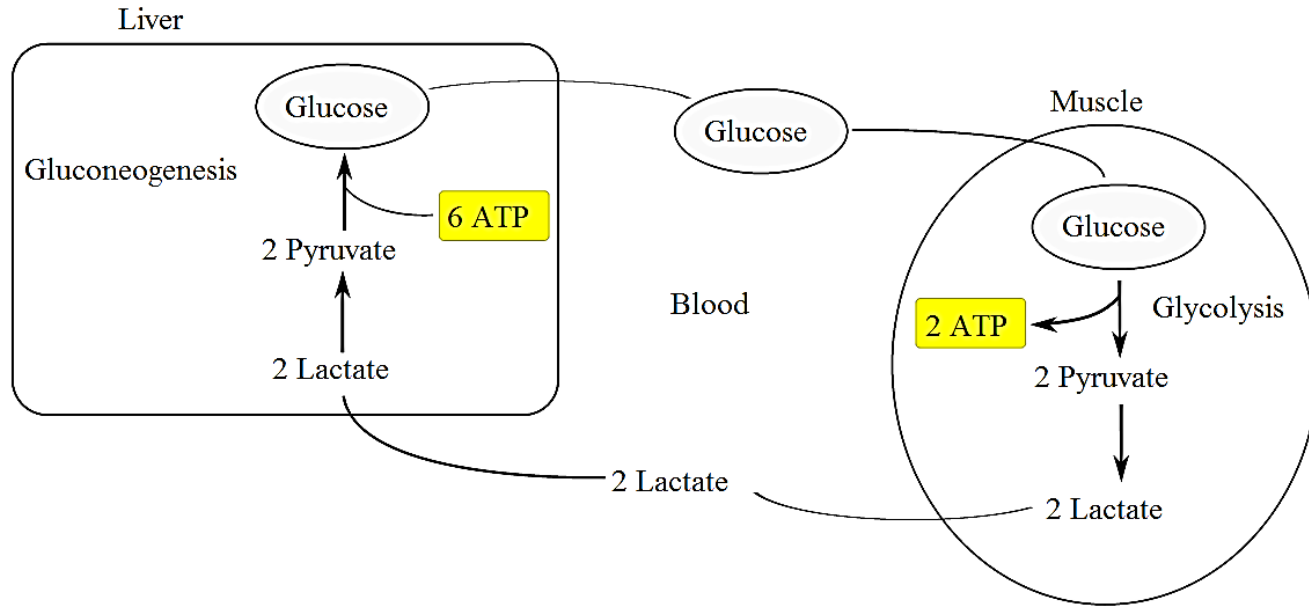 Liver
Glucose
Glucose
Muscle
Gluconeogenesis
6 ATP
Glucose
2 Pyruvate
Blood
2 ATP
Glycolysis
2 Lactate
2 Pyruvate
2 Lactate
2 Lactate